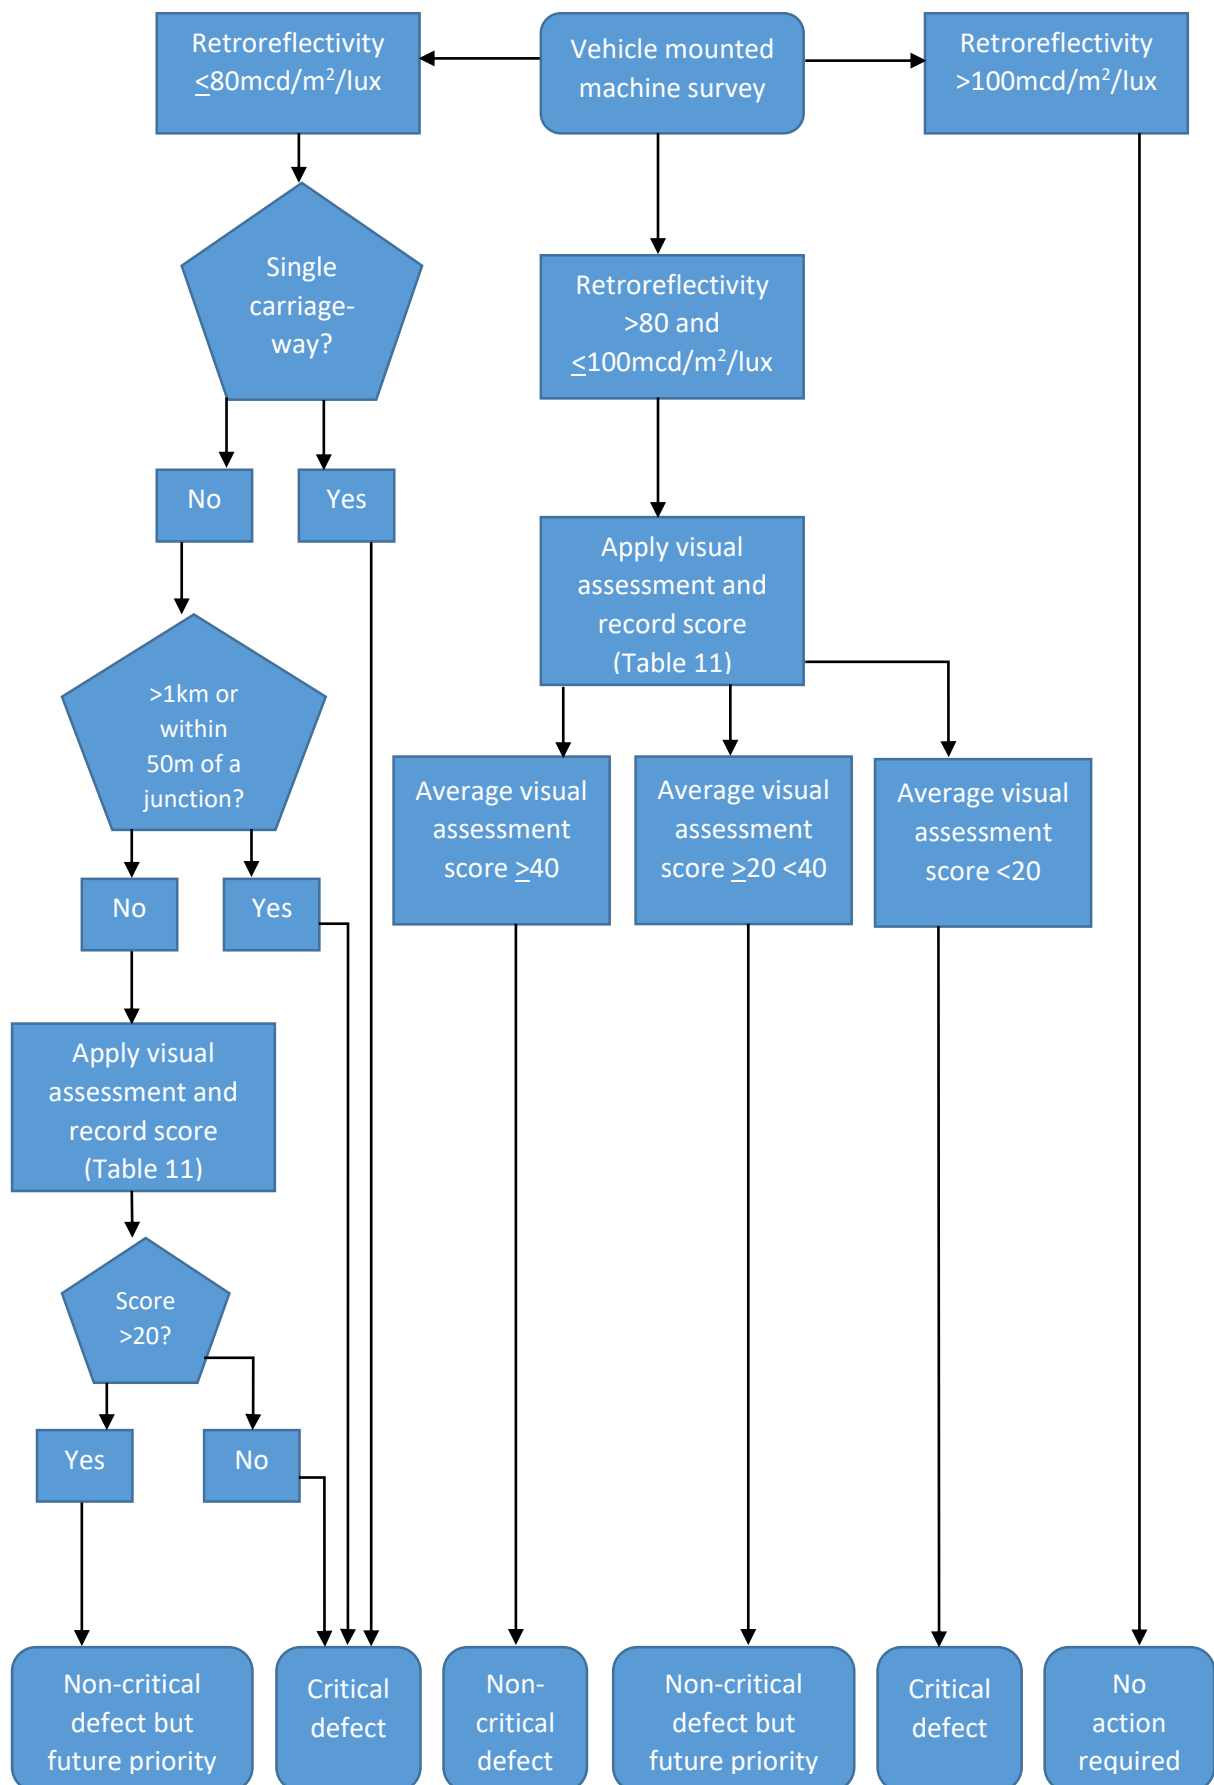 Retroreflectivity
≤80mcd/m²/lux
Vehicle mounted
machine survey
Retroreflectivity
>100mcd/m²/lux
Single
carriage-
way?
Retroreflectivity
>80 and
≤100mcd/m²/lux
No
Yes
Apply visual
assessment and
record score
(Table 11)
>1km or
within
50m of a
junction?
Average visual
assessment
score ≥40
Average visual
assessment
score ≥20 <40
Average visual
assessment
score <20
No
Yes
Apply visual
assessment and
record score
(Table 11)
Score
>20?
Yes
No
Non-critical
defect but
future priority
Critical
defect
Non-
critical
defect
Non-critical
defect but
future priority
Critical
defect
No
action
required